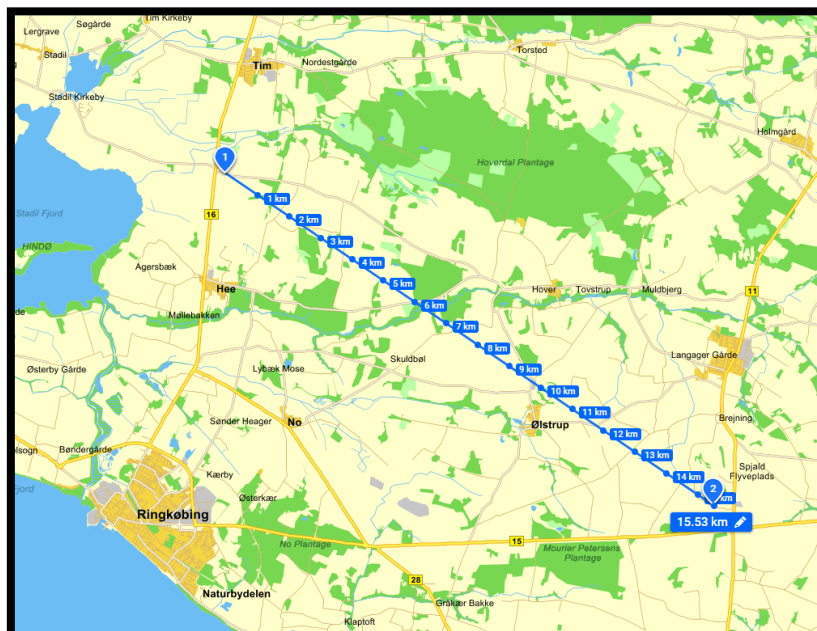 Søgårde
Tim Kirkeby
Lergrave
Stadil
Torsted
Tim
Nordestgårde
Stadil Kirkeby
Holmgård
1
Hoverdal Plantage
1 km
Stadil Fjord
16
2 km
3 km
HINDØ
4 km
Agersbæk
5 km
Hee
Hover
Tovstrup
Muldbjerg
11
6 km
Møllebakken
7 km
8 km
Skuldbøl
Langager Gårde
Østerby Gårde
Lybæk Mose
9 km
10 km
11 km
Brejning
Sønder Heager
No
Ølstrup
12 km
Bøndergårde
13 km
Spjald
Flyveplads
Kærby
14 km
2
Østerkær
Ringkøbing
15.53 km
15
No Plantage
Mourier Petersens
Plantage
28
Naturbydelen
Gråkær Bakke
Klaptoft